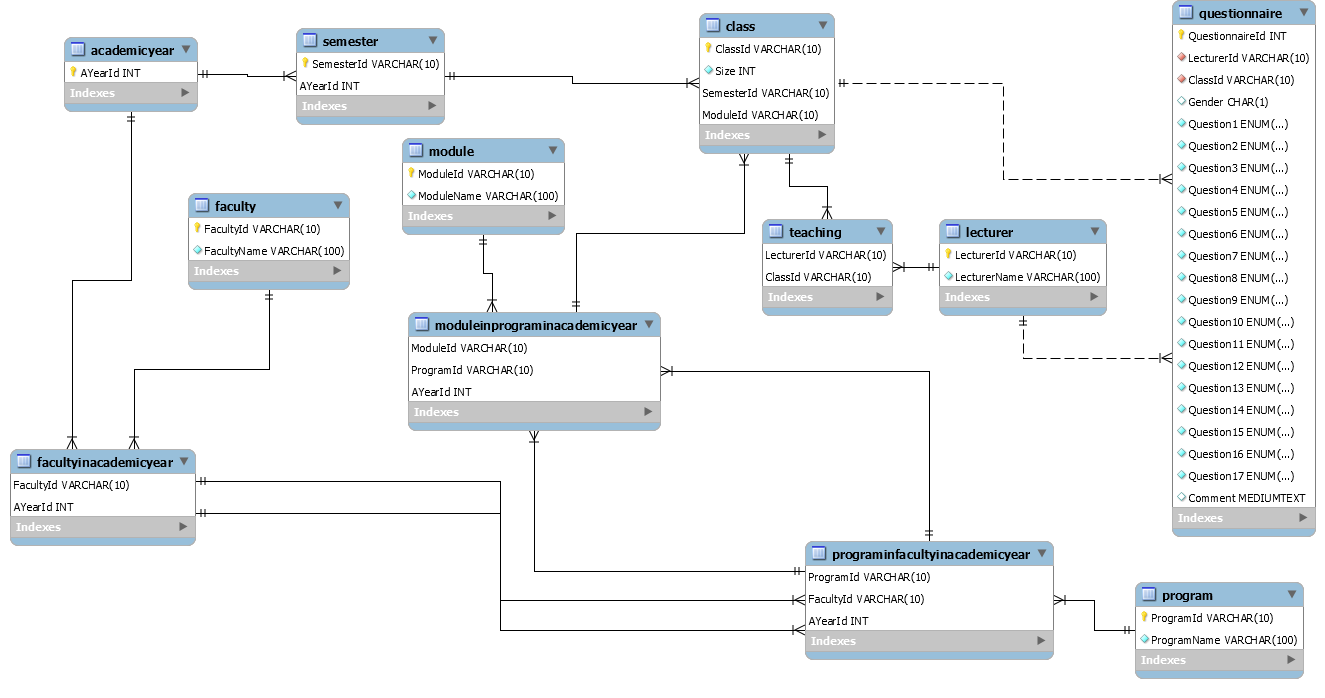 academicyear
AYearId INT
Indexes
semester
SemesterId VARCHAR(10)
AYearId INT
Indexes
class
ClassId VARCHAR(10)
Size INT
SemesterId VARCHAR(10)
ModuleId VARCHAR(10)
Indexes
questionnaire
QuestionnaireId INT
LecturerId VARCHAR(10)
ClassId VARCHAR(10)
Gender CHAR(1)
Question1 ENUM(...)
Question2 ENUM(...)
Question3 ENUM(...)
Question4 ENUM(...)
Question5 ENUM(...)
Question6 ENUM(...)
Question7 ENUM(...)
Question8 ENUM(...)
Question9 ENUM(...)
Question10 ENUM(...)
Question11 ENUM(...)
Question12 ENUM(...)
Question13 ENUM(...)
Question14 ENUM(...)
Question15 ENUM(...)
Question16 ENUM(...)
Question17 ENUM(...)
Comment MEDIUMTEXT
Indexes
module
ModuleId VARCHAR(10)
ModuleName VARCHAR(100)
Indexes
faculty
FacultyId VARCHAR(10)
FacultyName VARCHAR(100)
Indexes
teaching
LecturerId VARCHAR(10)
ClassId VARCHAR(10)
Indexes
lecturer
LecturerId VARCHAR(10)
LecturerName VARCHAR(100)
Indexes
moduleinprograminacademicyear
ModuleId VARCHAR(10)
ProgramId VARCHAR(10)
AYearId INT
Indexes
facultyinacademicyear
FacultyId VARCHAR(10)
AYearId INT
Indexes
programinfacultyinacademicyear
ProgramId VARCHAR(10)
FacultyId VARCHAR(10)
AYearId INT
Indexes
program
ProgramId VARCHAR(10)
ProgramName VARCHAR(100)
Indexes